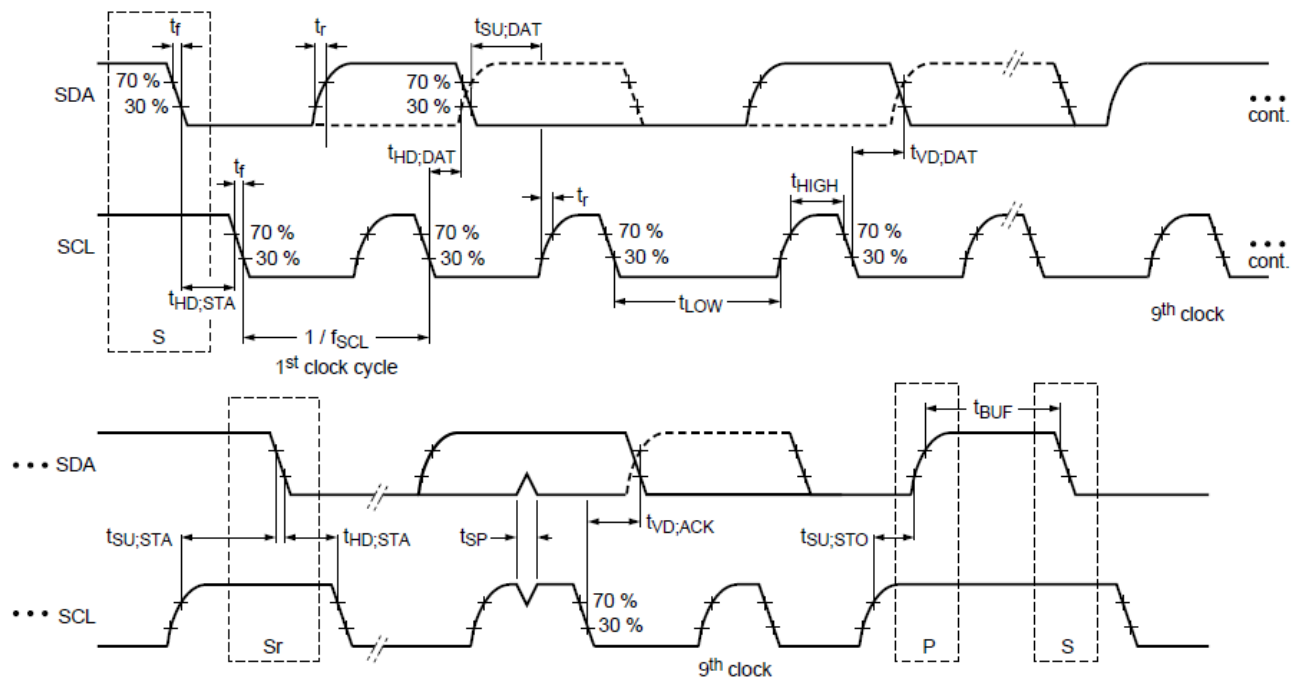 tf tr tSU;DAT
70 % 70 %
SDA
30 % 30 %
••• cont.
tHD;DAT tVD;DAT
tf tr tHIGH
70 % 70 % 70 %
SCL
30 % 30 % 30 %
••• cont.
tHD;STA tLOW
S 1 / fSCL 9th clock
1st clock cycle
tBUF
••• SDA
tSU;STA tHD;STA tSP tVD;ACK tSU;STO
70 %
••• SCL
30 %
Sr 9th clock P S